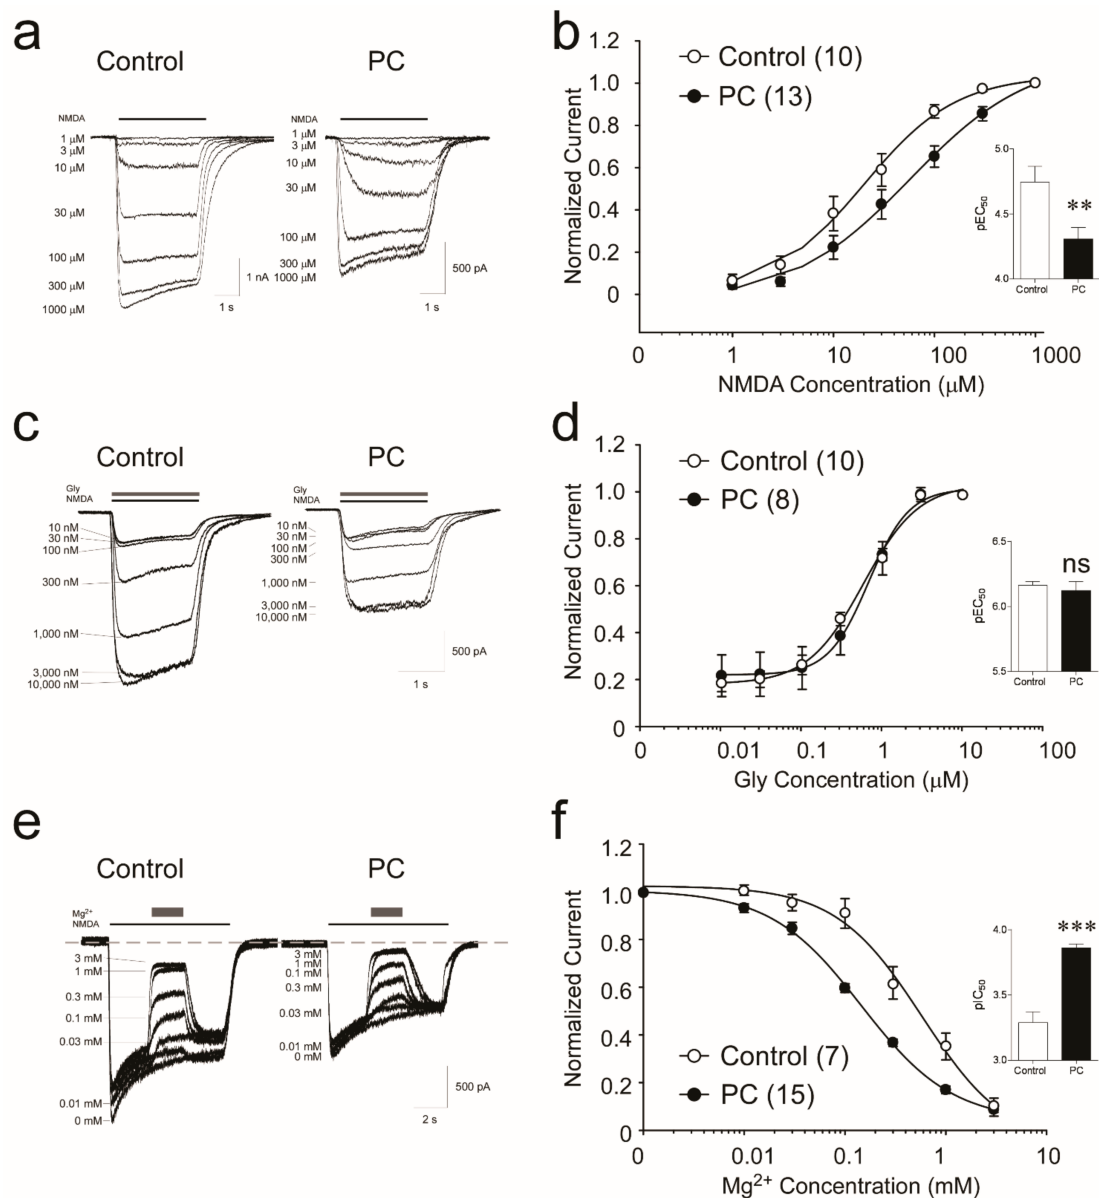 a
Control
PC
NMDA
1 μM
3 μM
10 μM
30 μM
100 μM
300 μM
1000 μM
1 nA
1 s
1 μM
3 μM
10 μM
30 μM
100 μM
300 μM
1000 μM
500 pA
1 s
b
Control (10)
PC (13)
Normalized Current
1.2
1.0
0.8
0.6
0.4
0.2
0
0
1
10
100
1000
NMDA Concentration (μM)
pEC50
5.0
4.5
4.0
**
Control
PC
c
Control
PC
Gly
NMDA
10 nM
30 nM
100 nM
300 nM
1,000 nM
3,000 nM
10,000 nM
10 nM
30 nM
100 nM
300 nM
1,000 nM
3,000 nM
10,000 nM
500 pA
1 s
d
Control (10)
PC (8)
Normalized Current
1.2
1.0
0.8
0.6
0.4
0.2
0
0
0.01
0.1
1
10
100
Gly Concentration (μM)
pEC50
6.5
6.0
5.5
ns
Control
PC
e
Control
PC
Mg2+
NMDA
3 mM
1 mM
0.3 mM
0.1 mM
0.03 mM
0.01 mM
0 mM
3 mM
1 mM
0.1 mM
0.3 mM
0.03 mM
0.01 mM
0 mM
500 pA
2 s
f
Control (7)
PC (15)
Normalized Current
1.2
1.0
0.8
0.6
0.4
0.2
0
0
0.01
0.1
1
10
Mg2+ Concentration (mM)
pIC50
4.0
3.5
3.0
***
Control
PC